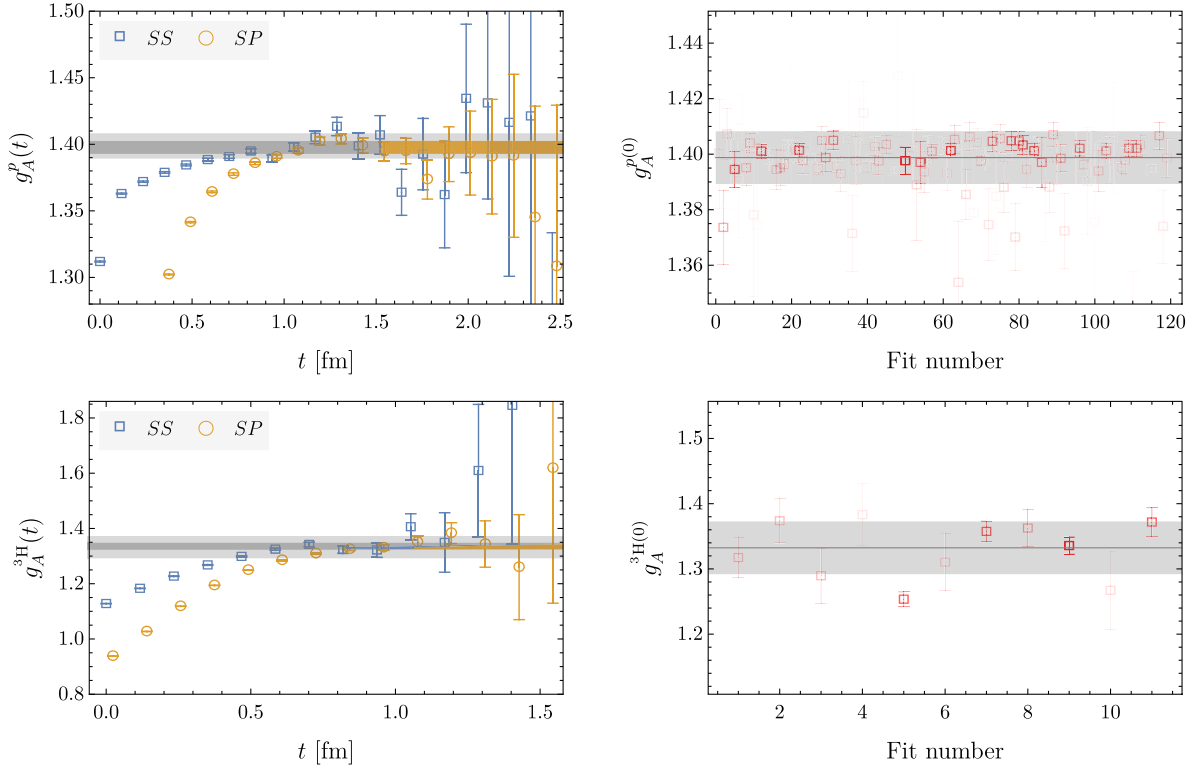 1.50
1.45
1.40
1.35
1.30
g_A^p(t)
SS SP
0.0 0.5 1.0 1.5 2.0 2.5
t [fm]
1.44
1.42
1.40
1.38
1.36
g_A^{p(0)}
0 20 40 60 80 100 120
Fit number
1.8
1.6
1.4
1.2
1.0
0.8
g_A^{^3H}(t)
SS SP
0.0 0.5 1.0 1.5
t [fm]
1.5
1.4
1.3
1.2
g_A^{^3H(0)}
2 4 6 8 10
Fit number